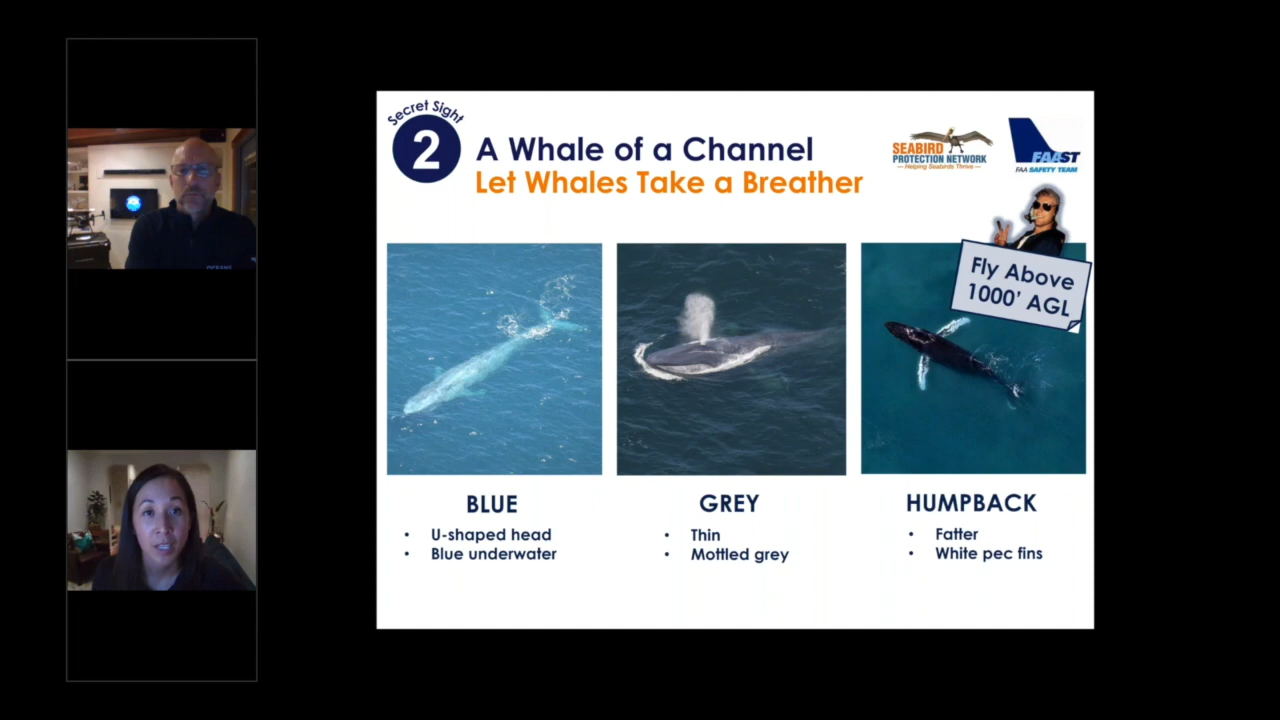 Secret Sight
2
A Whale of a Channel
Let Whales Take a Breather
SEABIRD
PROTECTION NETWORK
— Helping Seabirds Thrive —
FAAST
FAA SAFETY TEAM
Fly Above
1000' AGL
BLUE
• U-shaped head
• Blue underwater
GREY
• Thin
• Mottled grey
HUMPBACK
• Fatter
• White pec fins
OCEANS